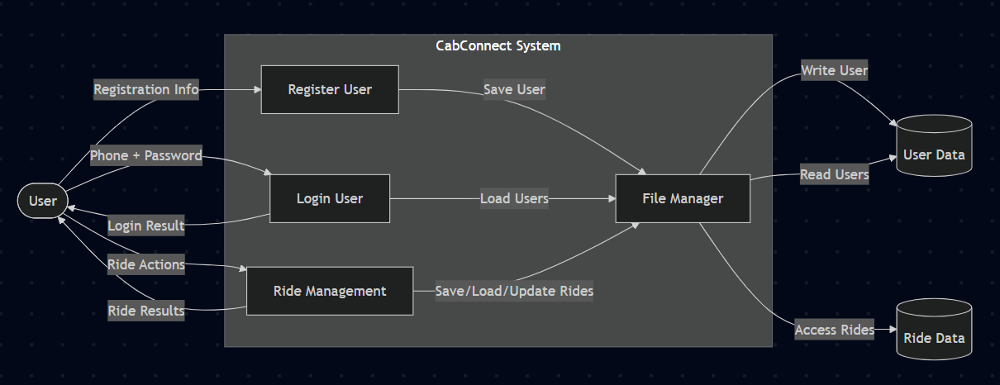 CabConnect System
Registration Info
Register User
Save User
Write User
Phone + Password
User Data
Read Users
User
Login User
Load Users
File Manager
Login Result
Ride Actions
Ride Management
Save/Load/Update Rides
Ride Results
Access Rides
Ride Data